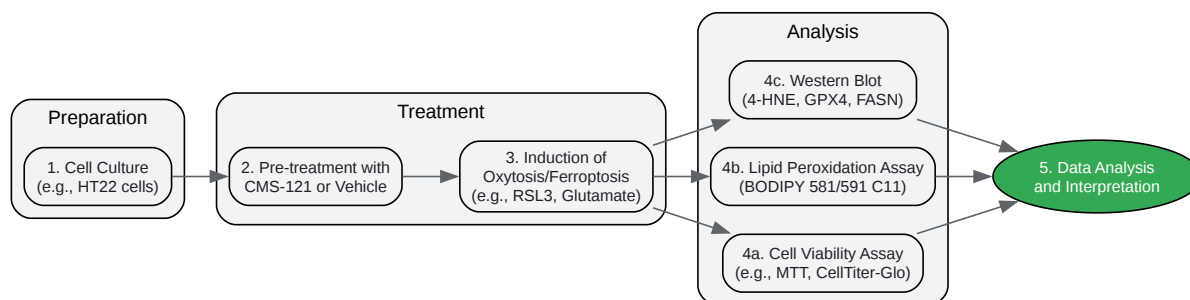 Preparation
1. Cell Culture
(e.g., HT22 cells)
Treatment
2. Pre-treatment with
CMS-121 or Vehicle
3. Induction of
Oxytosis/Ferroptosis
(e.g., RSL3, Glutamate)
Analysis
4c. Western Blot
(4-HNE, GPX4, FASN)
4b. Lipid Peroxidation Assay
(BODIPY 581/591 C11)
4a. Cell Viability Assay
(e.g., MTT, CellTiter-Glo)
5. Data Analysis
and Interpretation